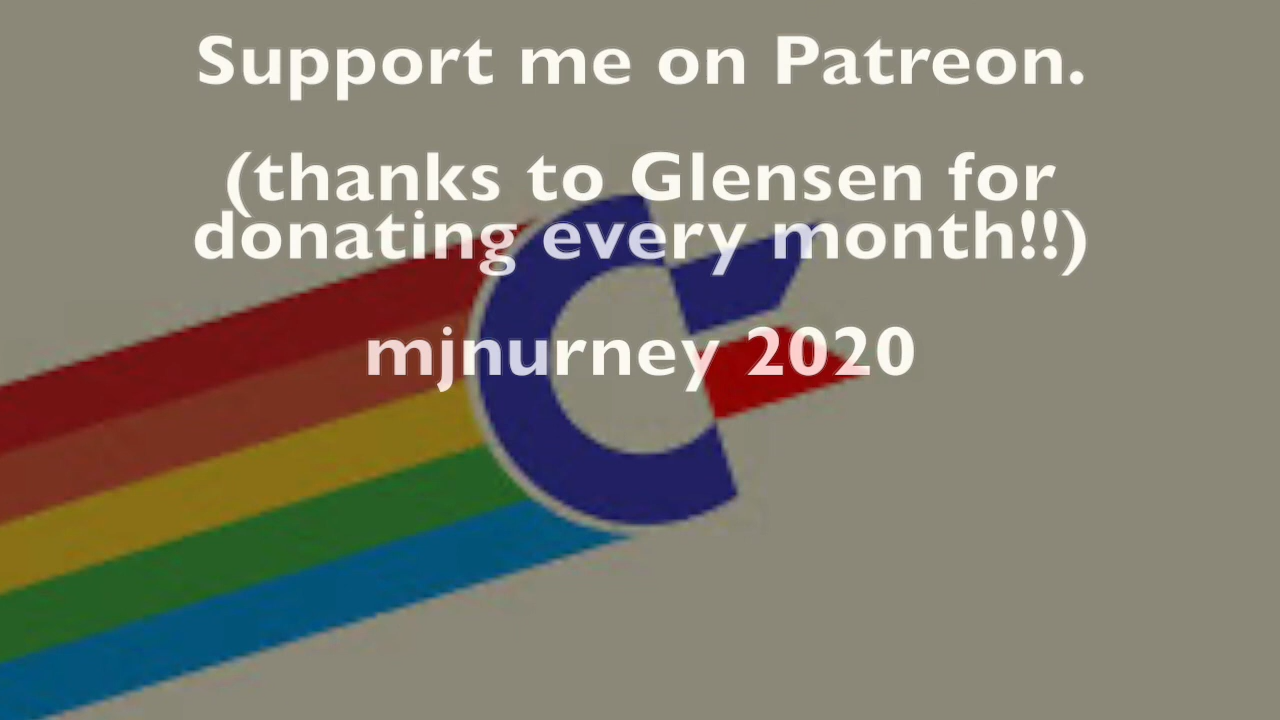 Support me on Patreon.
(thanks to Glensen for
donating every month!!)
mjnurney 2020